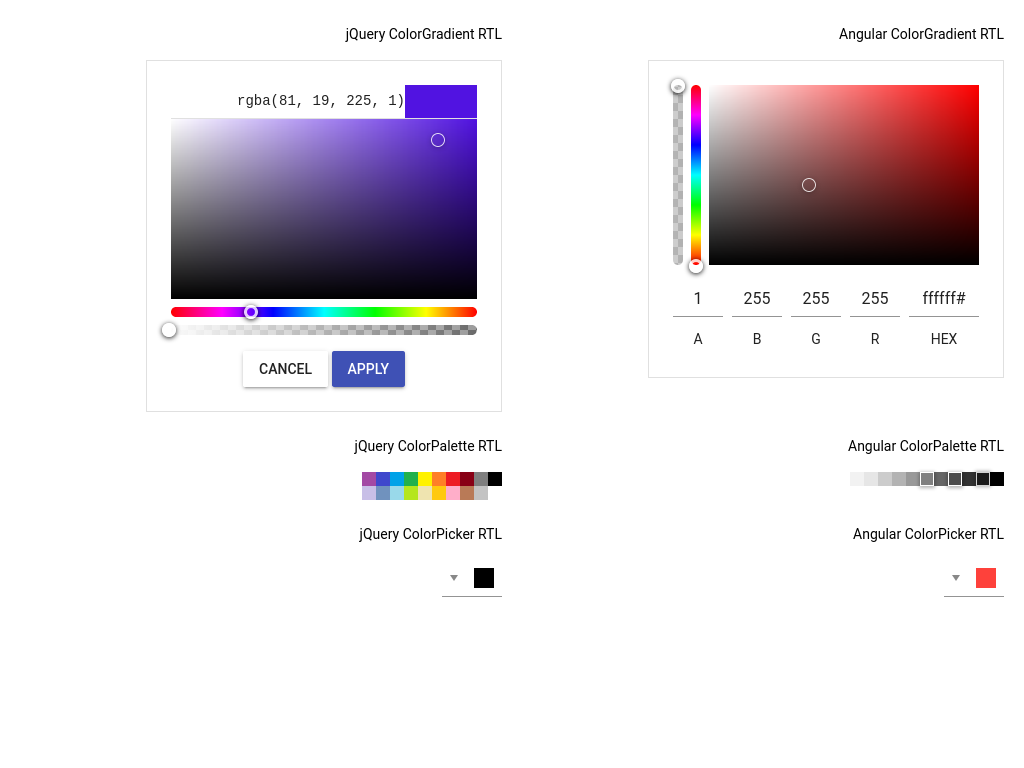 jQuery ColorGradient RTL
rgba(81, 19, 225, 1)
CANCEL APPLY
jQuery ColorPalette RTL
jQuery ColorPicker RTL
Angular ColorGradient RTL
1 255 255 255 ffffff#
A B G R HEX
Angular ColorPalette RTL
Angular ColorPicker RTL